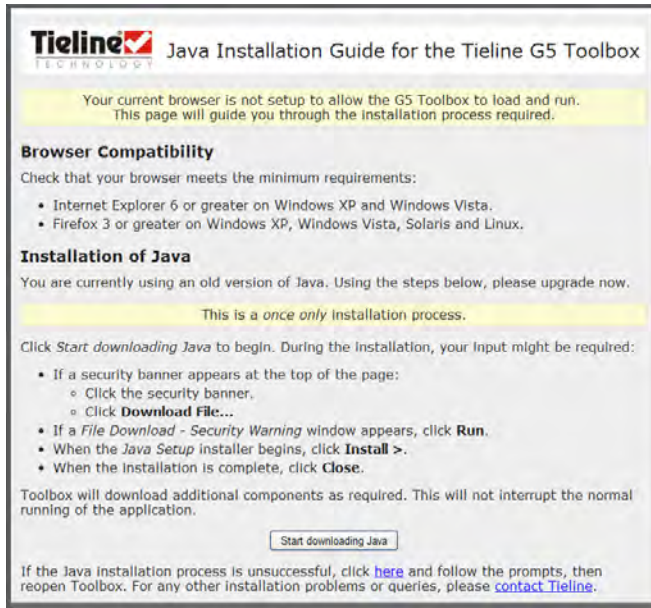 Tieline
TECHNOLOGY
Java Installation Guide for the Tieline G5 Toolbox
Your current browser is not setup to allow the G5 Toolbox to load and run.
This page will guide you through the installation process required.
Browser Compatibility
Check that your browser meets the minimum requirements:
• Internet Explorer 6 or greater on Windows XP and Windows Vista.
• Firefox 3 or greater on Windows XP, Windows Vista, Solaris and Linux.
Installation of Java
You are currently using an old version of Java. Using the steps below, please upgrade now.
This is a once only installation process.
Click Start downloading Java to begin. During the installation, your input might be required:
• If a security banner appears at the top of the page:
◦ Click the security banner.
◦ Click Download File...
• If a File Download - Security Warning window appears, click Run.
• When the Java Setup installer begins, click Install >.
• When the installation is complete, click Close.
Toolbox will download additional components as required. This will not interrupt the normal
running of the application.
Start downloading Java
If the Java installation process is unsuccessful, click here and follow the prompts, then
reopen Toolbox. For any other installation problems or queries, please contact Tieline.